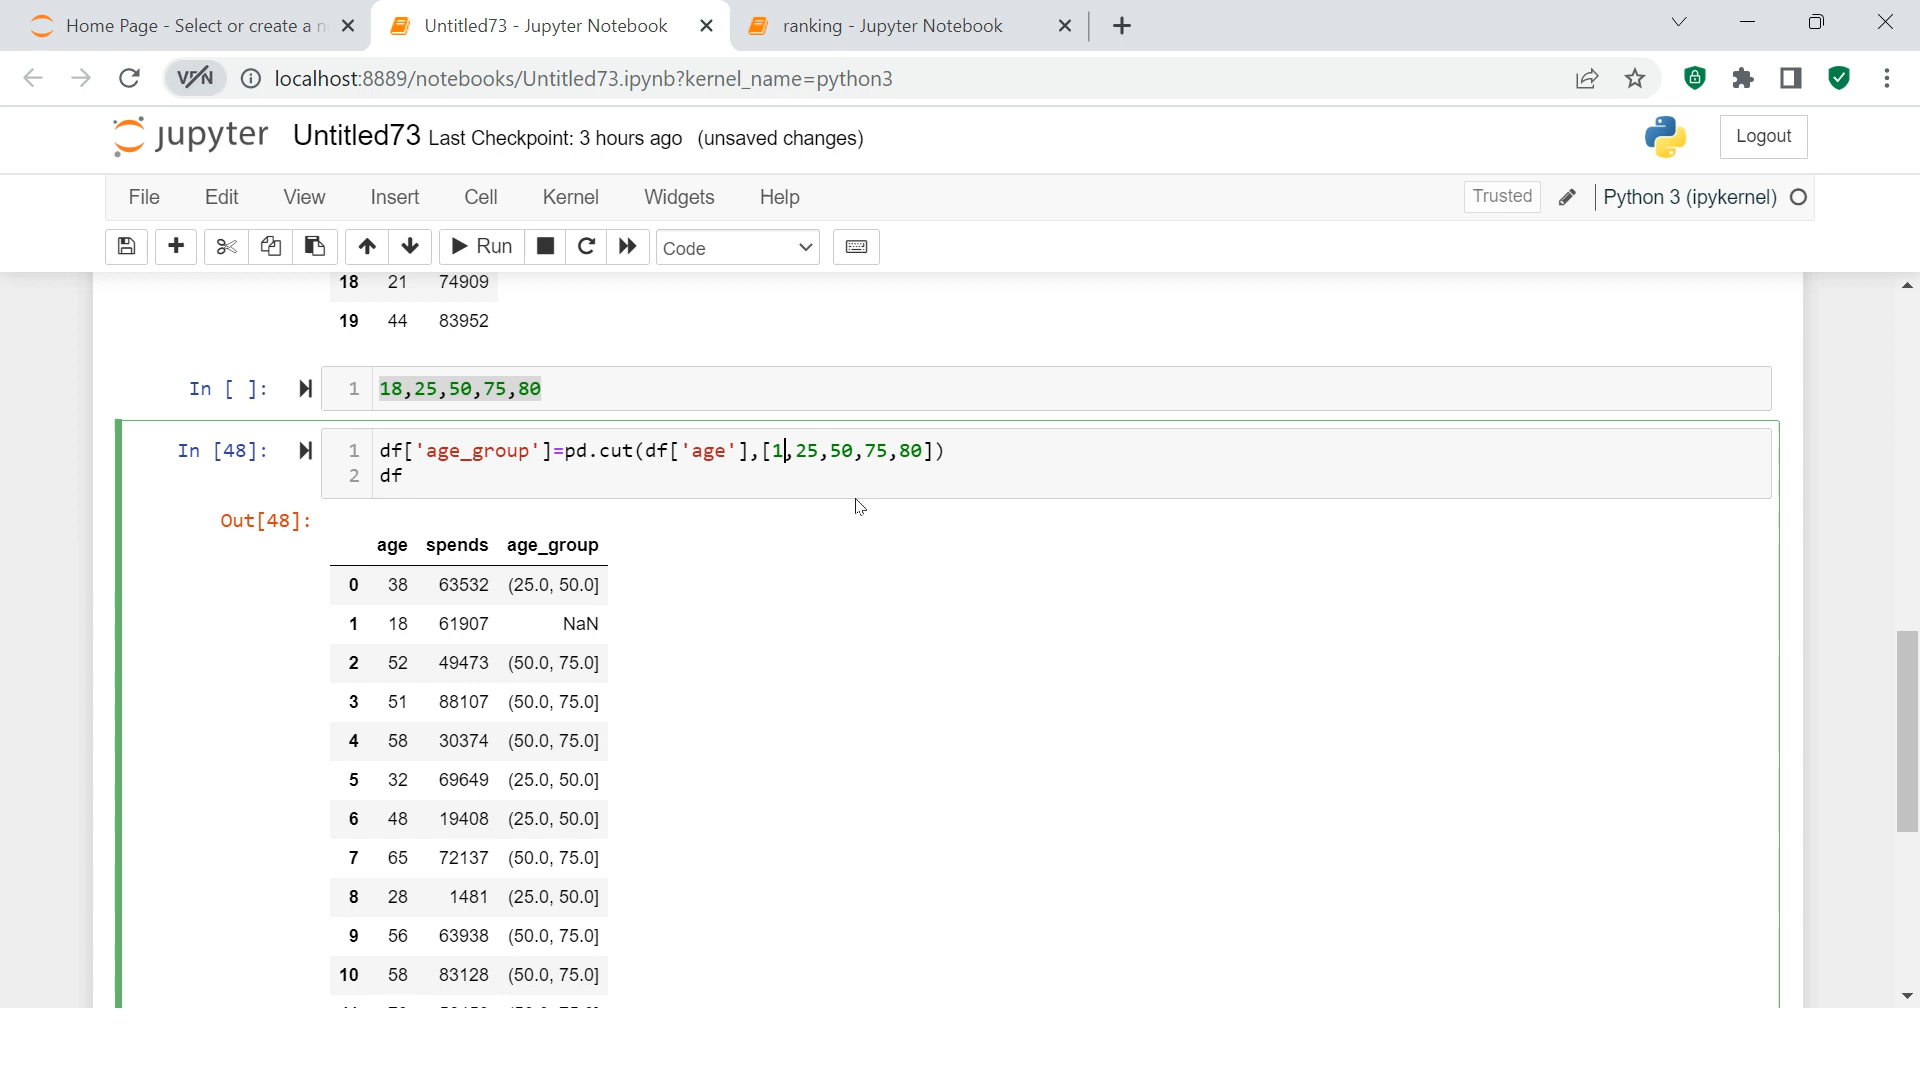 Home Page - Select or create a n
Untitled73 - Jupyter Notebook
ranking - Jupyter Notebook
VPN
localhost:8889/notebooks/Untitled73.ipynb?kernel_name=python3
jupyter Untitled73 Last Checkpoint: 3 hours ago (unsaved changes)
Logout
File Edit View Insert Cell Kernel Widgets Help
Trusted
Python 3 (ipykernel)
Run
Code
18 21 74909
19 44 83952
In [ ]: 1 18,25,50,75,80
In [48]: 1 df['age_group']=pd.cut(df['age'],[1,25,50,75,80])
2 df
Out[48]:
age spends age_group
0 38 63532 (25.0, 50.0]
1 18 61907 NaN
2 52 49473 (50.0, 75.0]
3 51 88107 (50.0, 75.0]
4 58 30374 (50.0, 75.0]
5 32 69649 (25.0, 50.0]
6 48 19408 (25.0, 50.0]
7 65 72137 (50.0, 75.0]
8 28 1481 (25.0, 50.0]
9 56 63938 (50.0, 75.0]
10 58 83128 (50.0, 75.0]